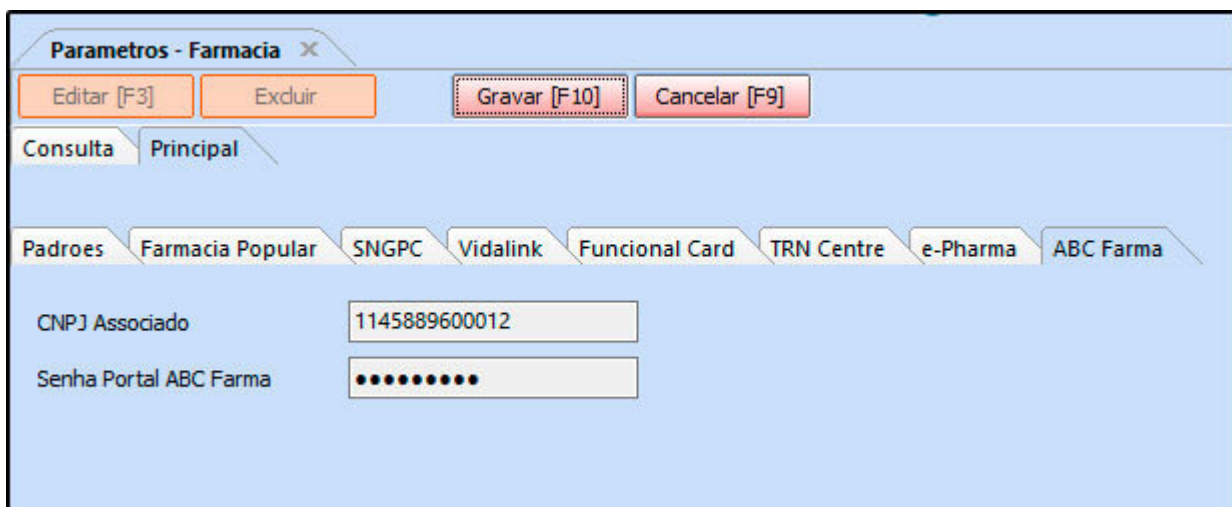 Parametros - Farmacia
Editar [F3] Excluir Gravar [F10] Cancelar [F9]
Consulta Principal
Padroes Farmacia Popular SNGPC Vidalink Funcional Card TRN Centre e-Pharma ABC Farma
CNPJ Associado 1145889600012
Senha Portal ABC Farma •••••••••